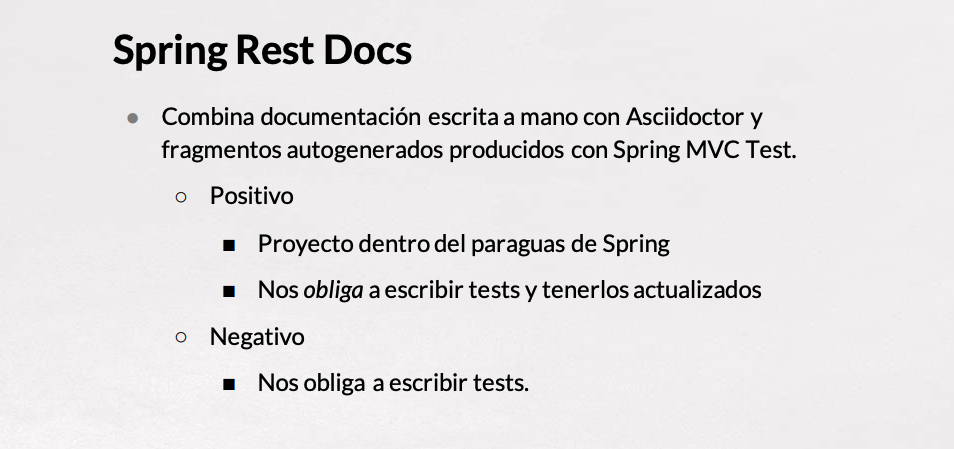 Spring Rest Docs
● Combina documentación escrita a mano con Asciidoctor y
fragmentos autogenerados producidos con Spring MVC Test.
○ Positivo
■ Proyecto dentro del paraguas de Spring
■ Nos obliga a escribir tests y tenerlos actualizados
○ Negativo
■ Nos obliga a escribir tests.